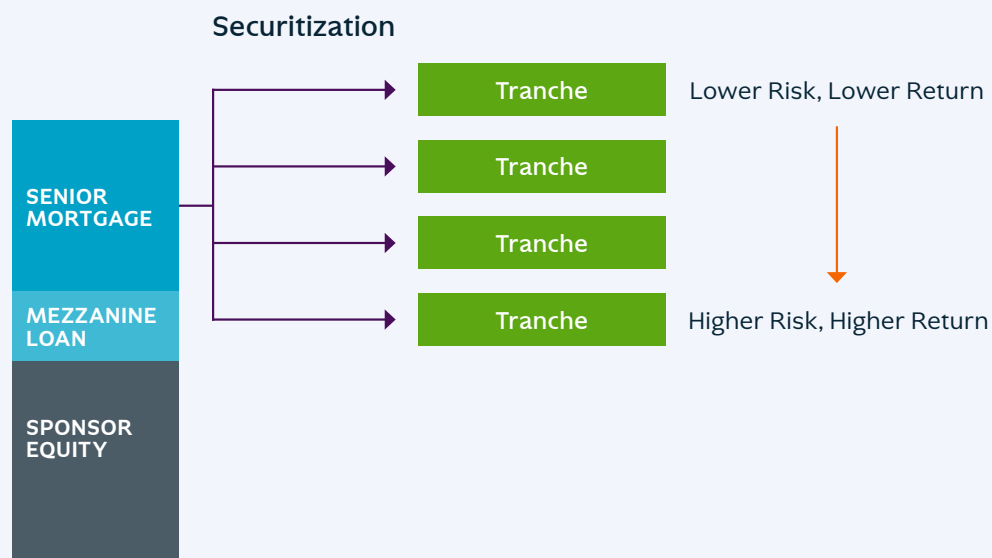 Securitization
SENIOR
MORTGAGE
MEZZANINE
LOAN
SPONSOR
EQUITY
Tranche
Lower Risk, Lower Return
Tranche
Tranche
Tranche
Higher Risk, Higher Return